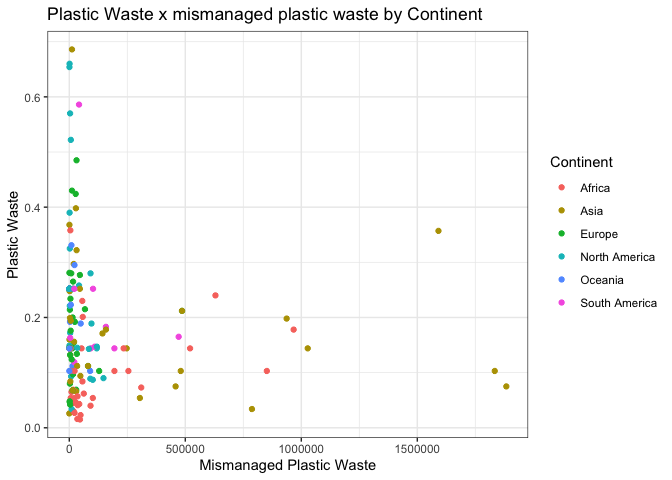 Plastic Waste x mismanaged plastic waste by Continent
Plastic Waste
0.6
0.4
0.2
0.0
0
500000
1000000
1500000
Mismanaged Plastic Waste
Continent
Africa
Asia
Europe
North America
Oceania
South America